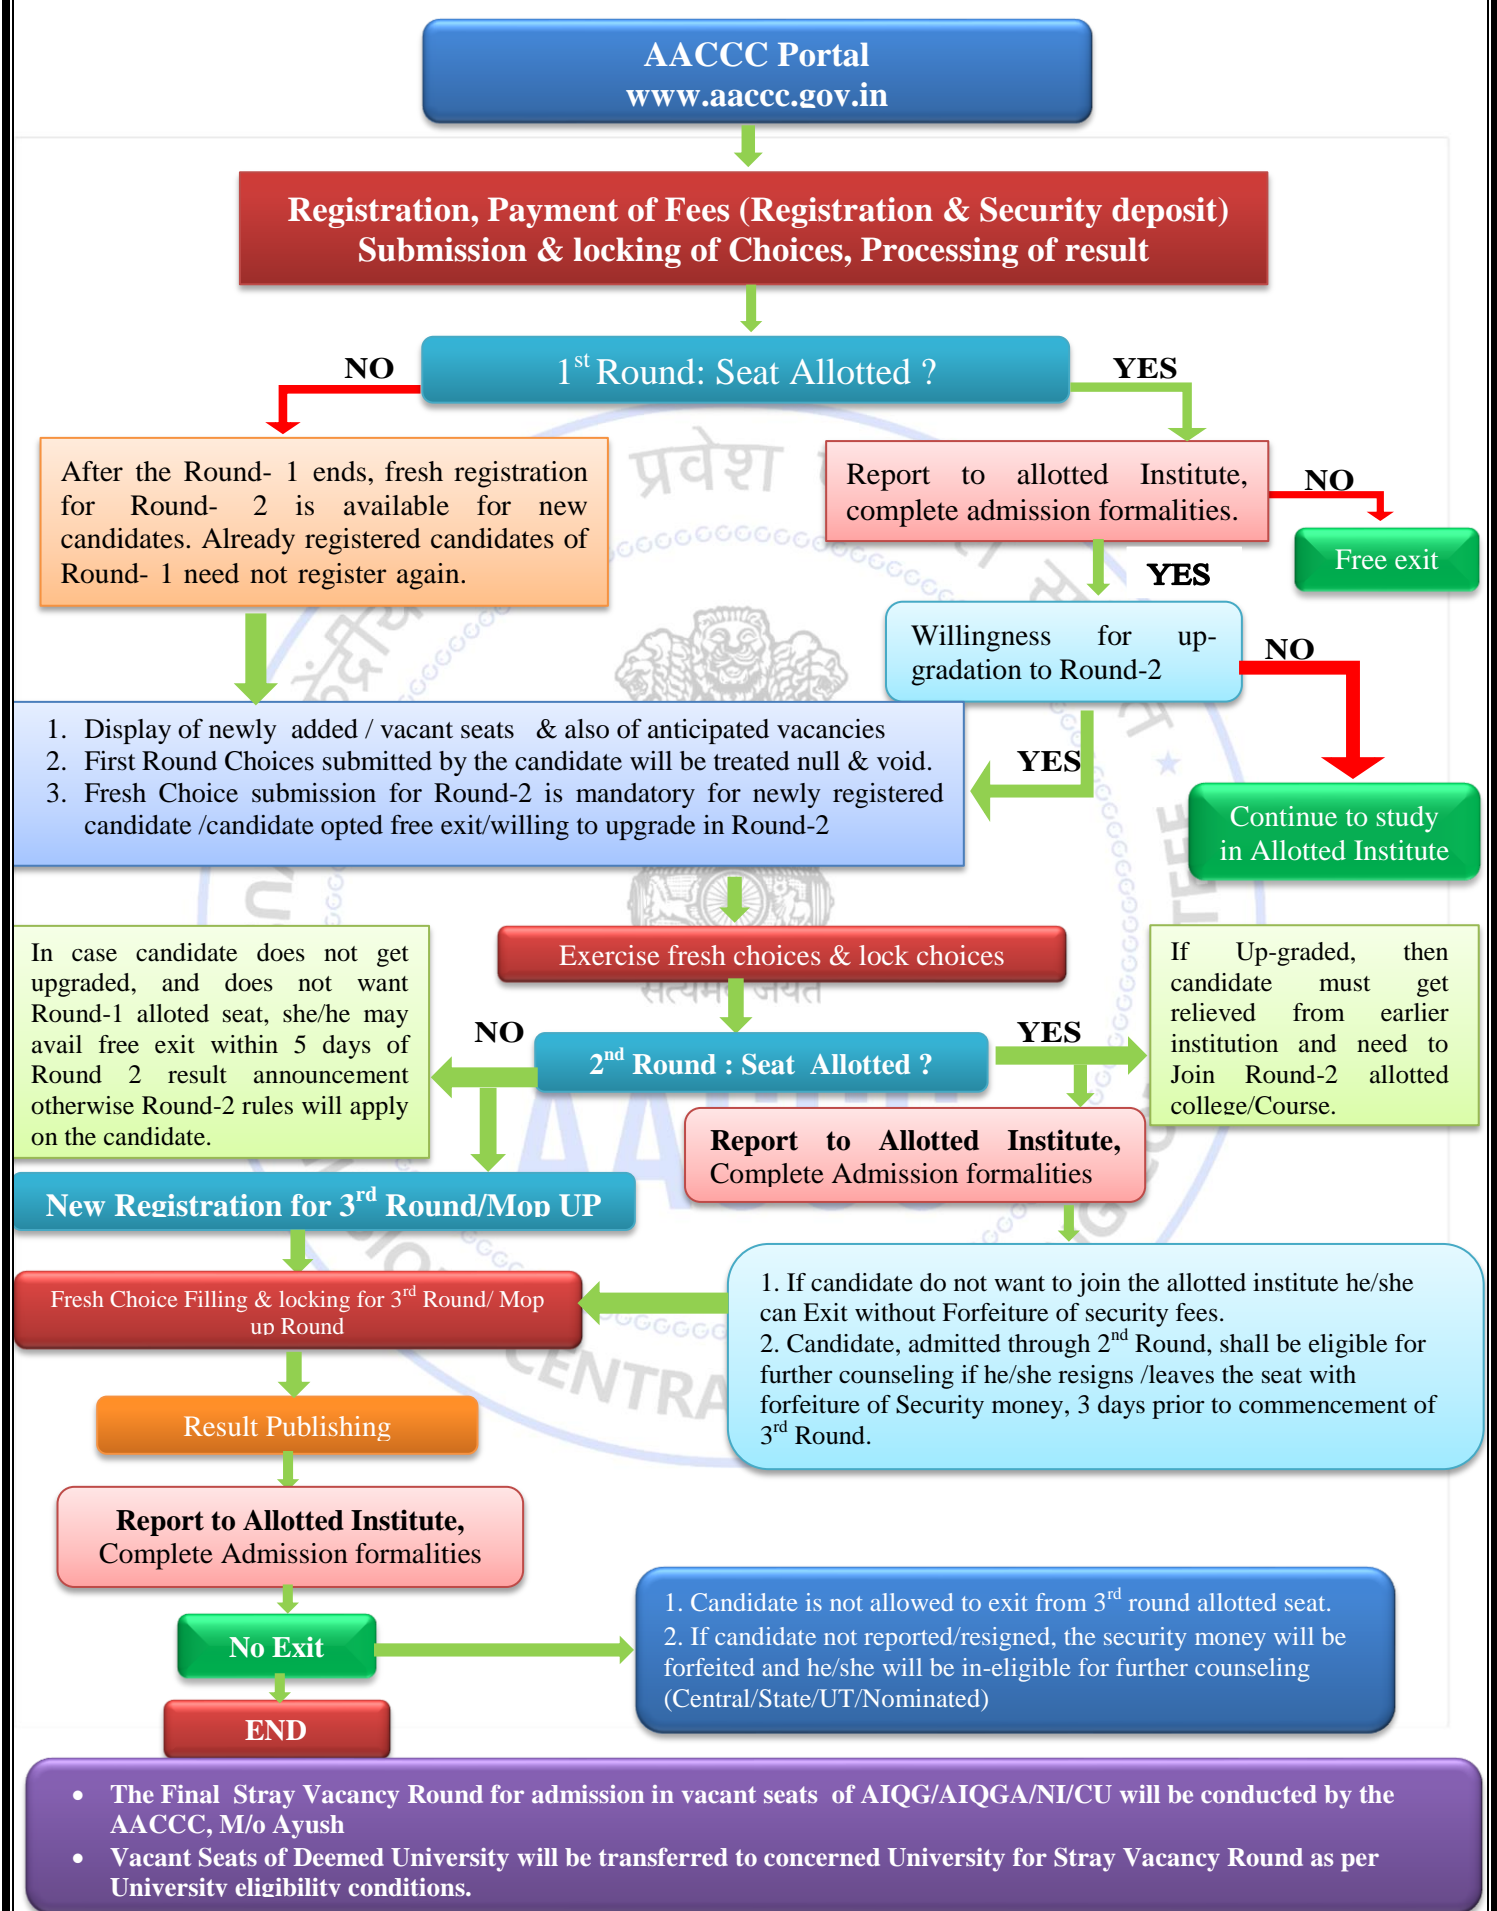 AACCC Portal
www.aaccc.gov.in
Registration, Payment of Fees (Registration & Security deposit)
Submission & locking of Choices, Processing of result
1st Round: Seat Allotted ?
NO
YES
After the Round- 1 ends, fresh registration
for Round- 2 is available for new
candidates. Already registered candidates of
Round- 1 need not register again.
Report to allotted Institute,
complete admission formalities.
NO
Free exit
YES
Willingness for up-
gradation to Round-2
NO
YES
Continue to study
in Allotted Institute
1. Display of newly added / vacant seats & also of anticipated vacancies
2. First Round Choices submitted by the candidate will be treated null & void.
3. Fresh Choice submission for Round-2 is mandatory for newly registered
candidate /candidate opted free exit/willing to upgrade in Round-2
Exercise fresh choices & lock choices
In case candidate does not get
upgraded, and does not want
Round-1 alloted seat, she/he may
avail free exit within 5 days of
Round 2 result announcement
otherwise Round-2 rules will apply
on the candidate.
NO
2nd Round : Seat Allotted ?
YES
If Up-graded, then
candidate must get
relieved from earlier
institution and need to
Join Round-2 allotted
college/Course.
Report to Allotted Institute,
Complete Admission formalities
New Registration for 3rd Round/Mop UP
Fresh Choice Filling & locking for 3rd Round/ Mop
up Round
1. If candidate do not want to join the allotted institute he/she
can Exit without Forfeiture of security fees.
2. Candidate, admitted through 2nd Round, shall be eligible for
further counseling if he/she resigns /leaves the seat with
forfeiture of Security money, 3 days prior to commencement of
3rd Round.
Result Publishing
Report to Allotted Institute,
Complete Admission formalities
No Exit
1. Candidate is not allowed to exit from 3rd round allotted seat.
2. If candidate not reported/resigned, the security money will be
forfeited and he/she will be in-eligible for further counseling
(Central/State/UT/Nominated)
END
• The Final Stray Vacancy Round for admission in vacant seats of AIQG/AIQGA/NI/CU will be conducted by the
AACCC, M/o Ayush
• Vacant Seats of Deemed University will be transferred to concerned University for Stray Vacancy Round as per
University eligibility conditions.
प्रवेश
केंद्रीय
सत्यमेव जयते
AACCC
CENTRA